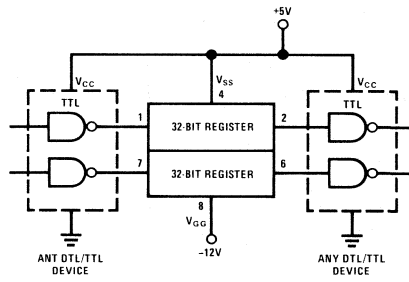 +5V
VCC
VSS
VCC
TTL
4
TTL
1
32-BIT REGISTER
2
7
32-BIT REGISTER
6
8
VGG
-12V
ANT DTL/TTL
DEVICE
ANY DTL/TTL
DEVICE